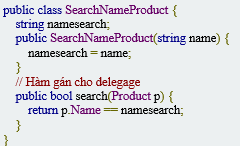 public class SearchNameProduct {
string namesearch;
public SearchNameProduct(string name) {
namesearch = name;
}
// Hàm gán cho delegage
public bool search(Product p) {
return p.Name == namesearch;
}
}